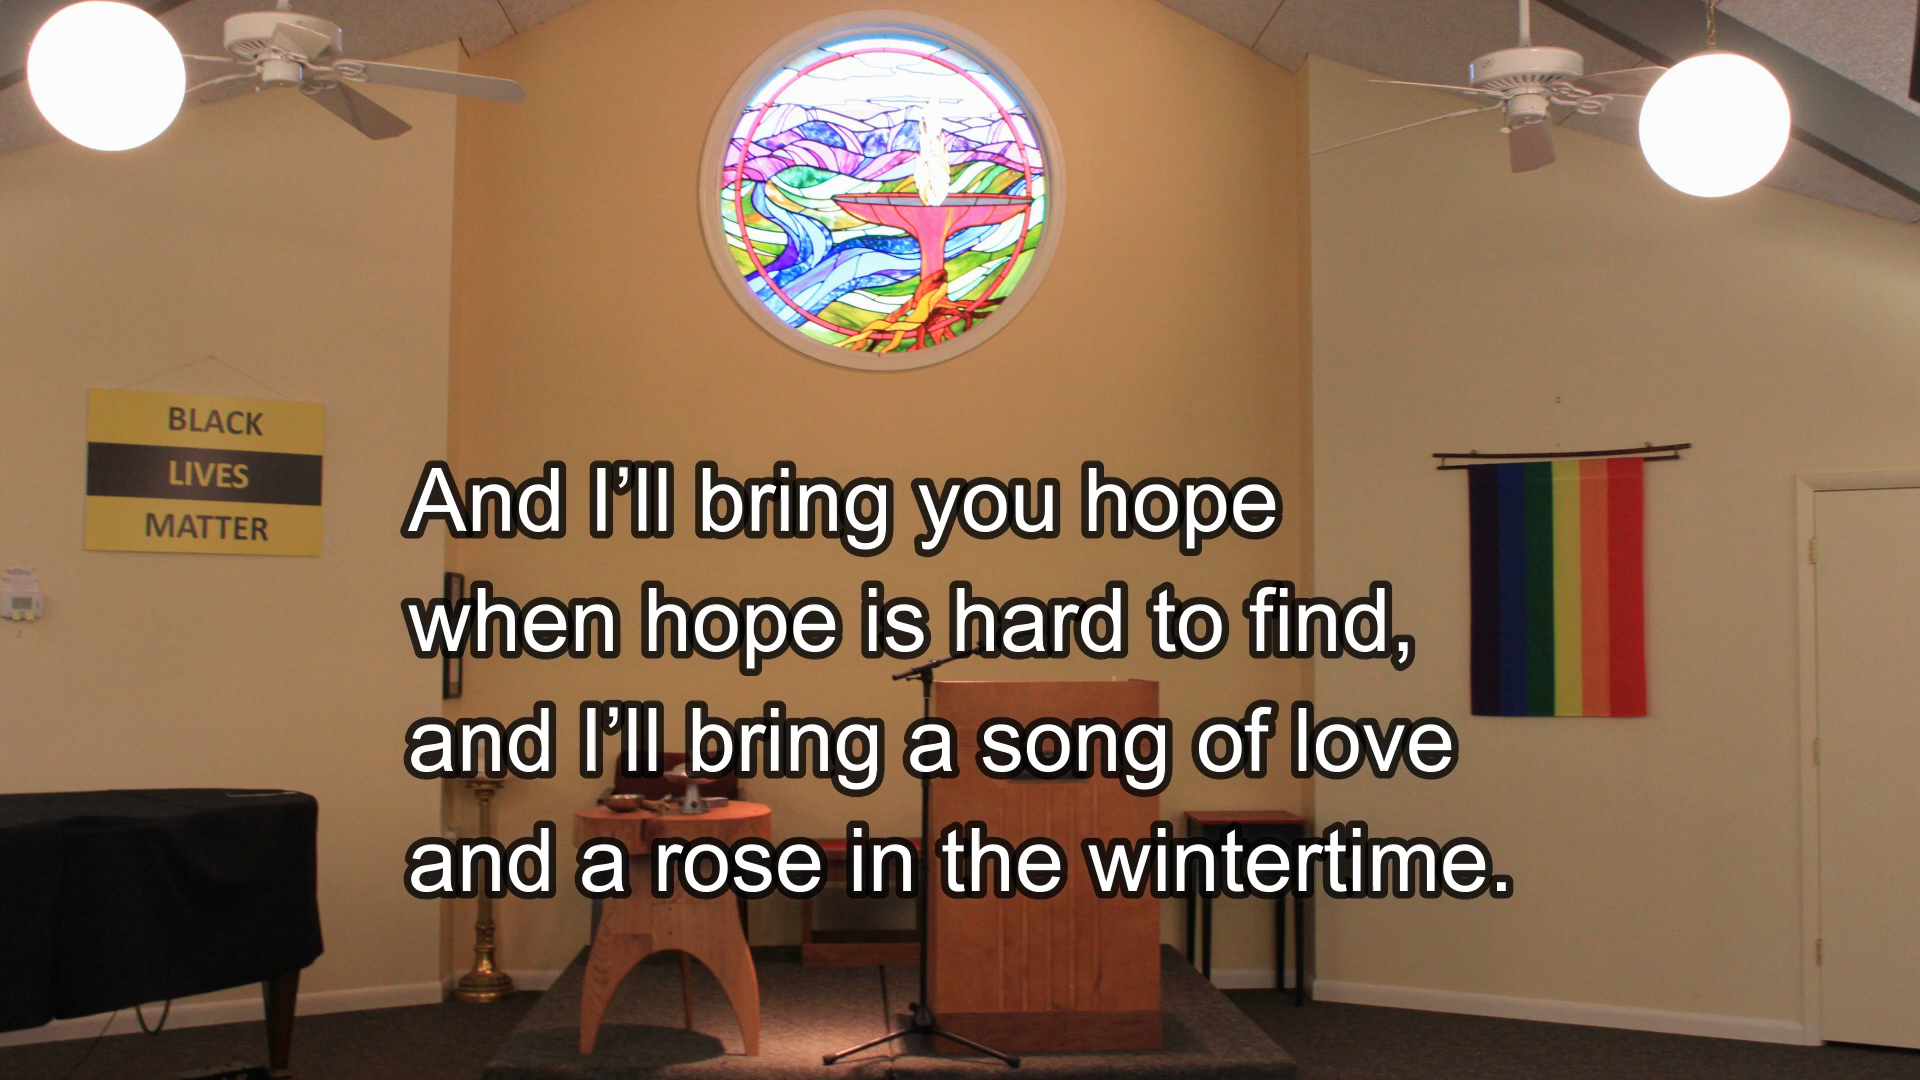 BLACK
LIVES
MATTER
And I’ll bring you hope
when hope is hard to find,
and I’ll bring a song of love
and a rose in the wintertime.